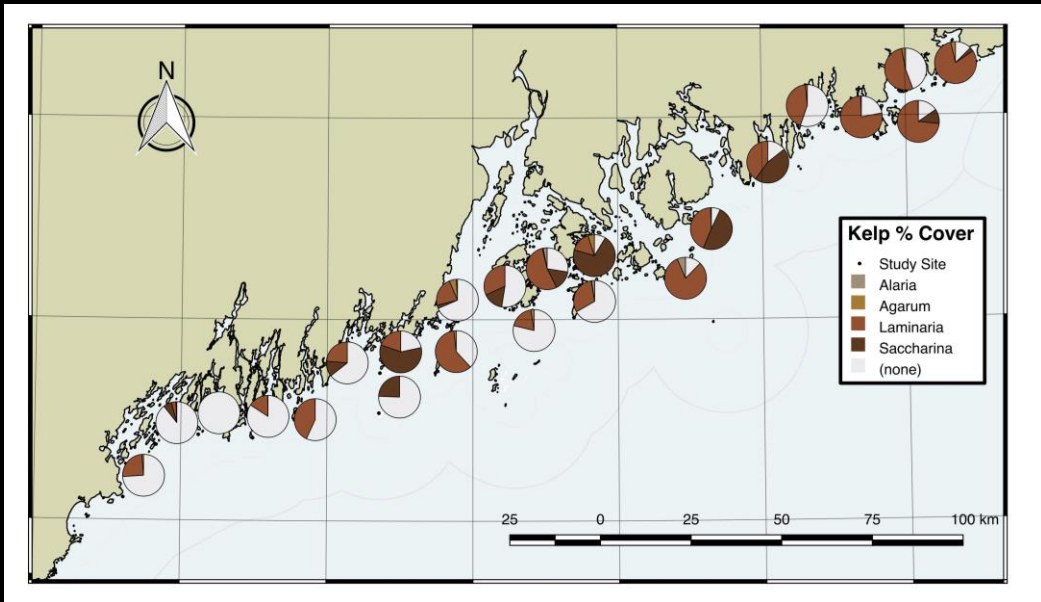 N
Kelp % Cover
Study Site
Alaria
Agarum
Laminaria
Saccharina
(none)
25 0 25 50 75 100 km